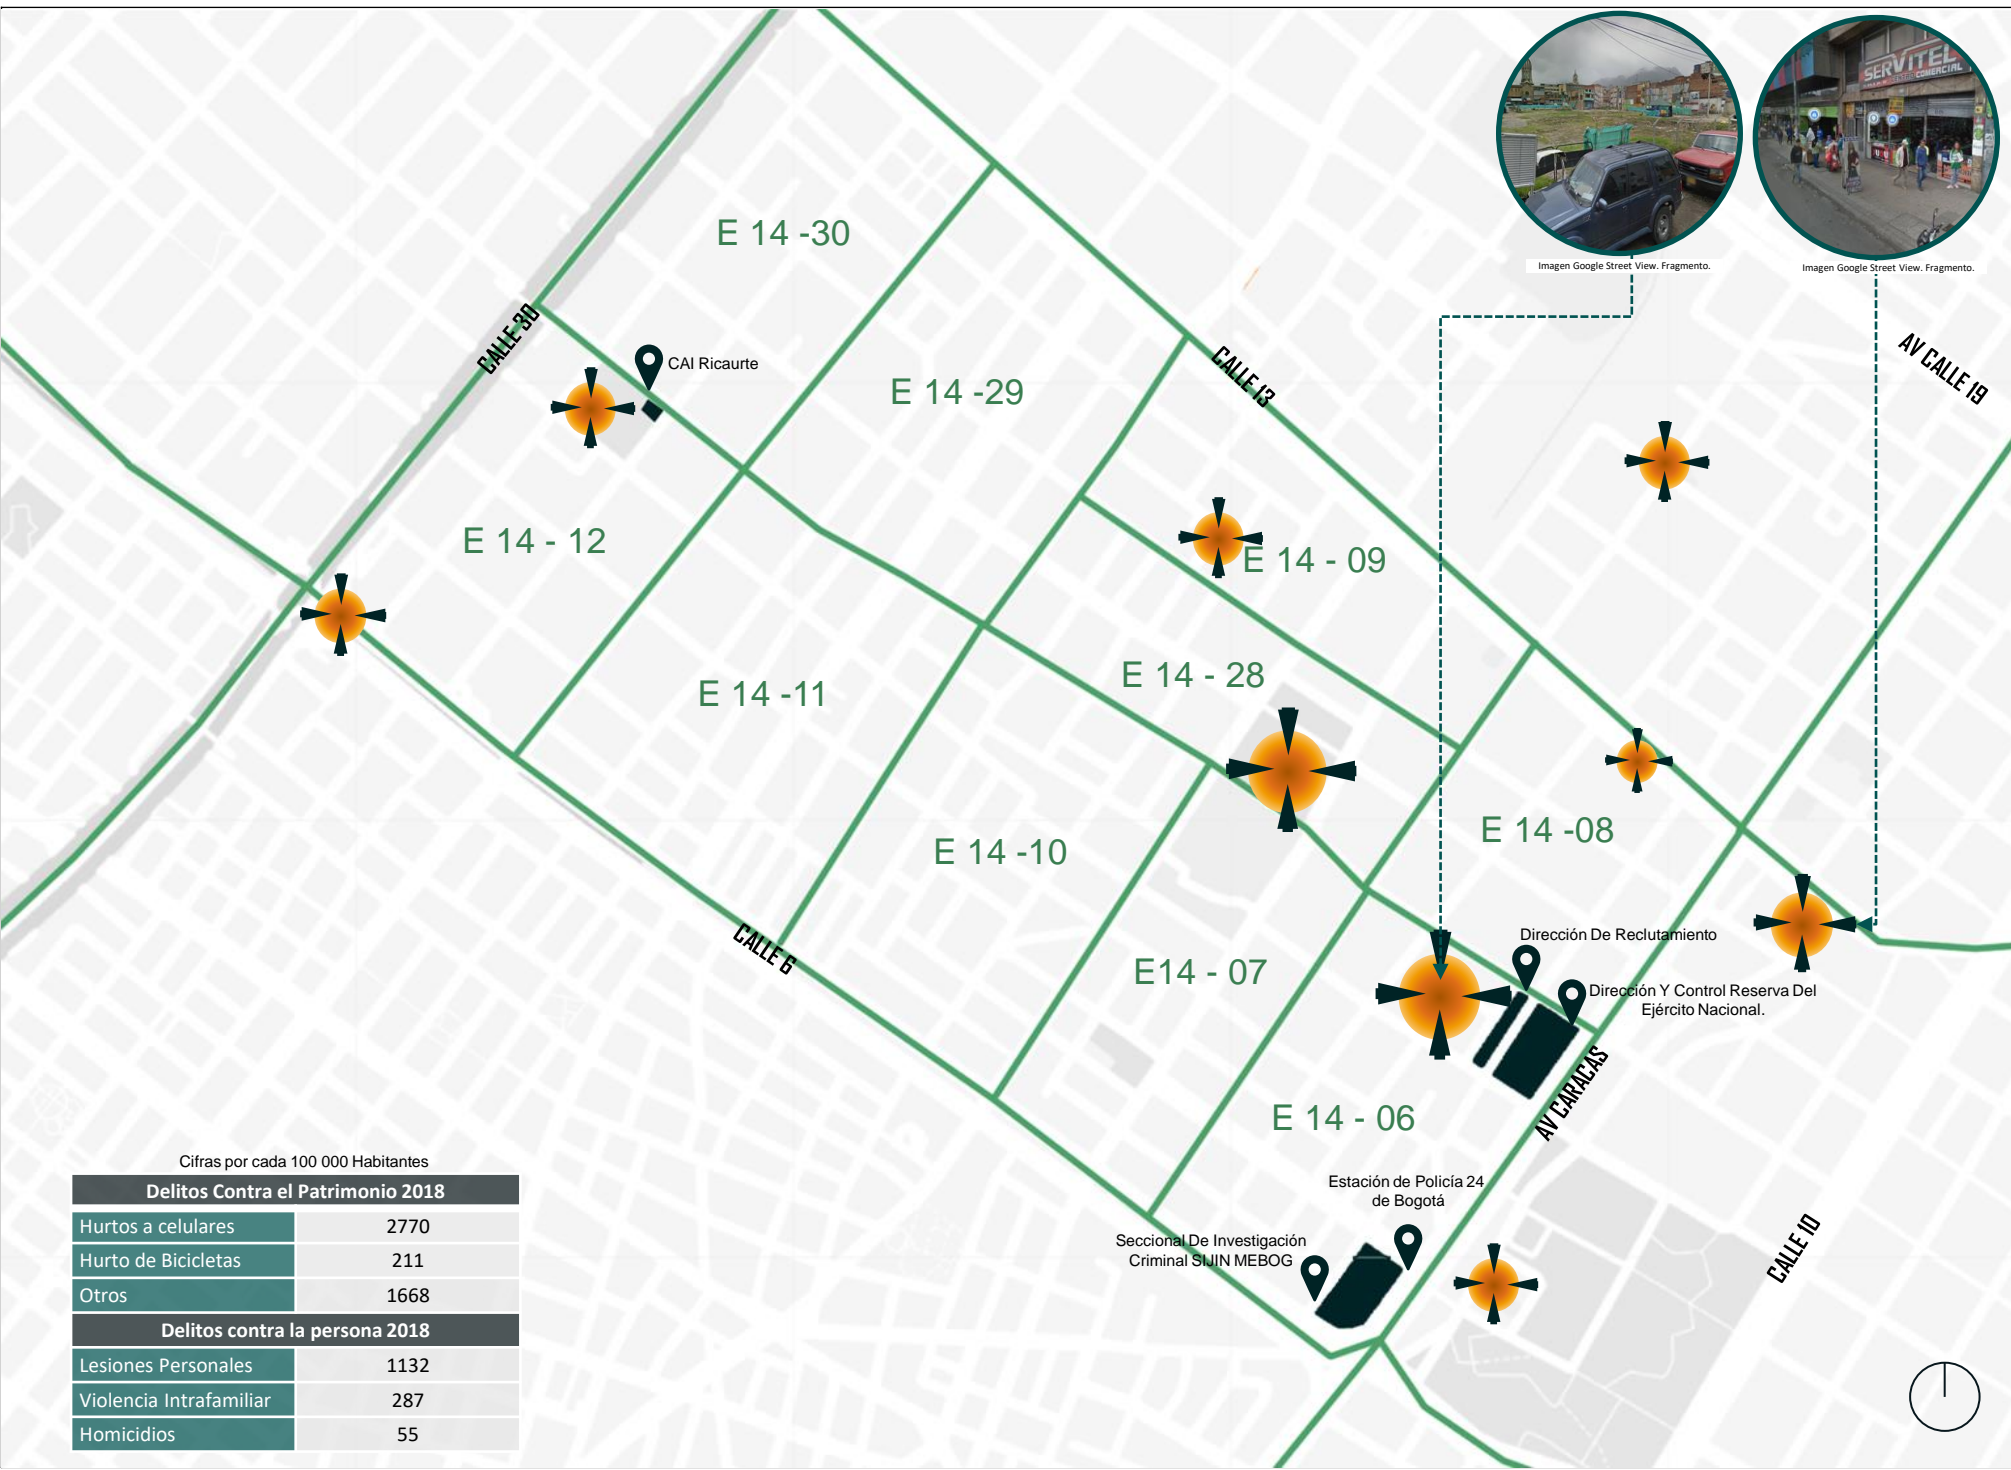 SERVITEL
CENTRO COMERCIAL
Imagen Google Street View. Fragmento.
Imagen Google Street View. Fragmento.
E 14 -30
CALLE 30
CAI Ricaurte
E 14 -29
CALLE 13
AV CALLE 19
E 14 - 12
E 14 - 09
E 14 -11
E 14 - 28
E 14 -10
E 14 -08
CALLE 6
E14 - 07
Dirección De Reclutamiento
Dirección Y Control Reserva Del
Ejército Nacional.
AV CARACAS
E 14 - 06
Estación de Policía 24
de Bogotá
Seccional De Investigación
Criminal SIJIN MEBOG
CALLE 10
Cifras por cada 100 000 Habitantes
Delitos Contra el Patrimonio 2018
Hurtos a celulares 2770
Hurto de Bicicletas 211
Otros 1668
Delitos contra la persona 2018
Lesiones Personales 1132
Violencia Intrafamiliar 287
Homicidios 55